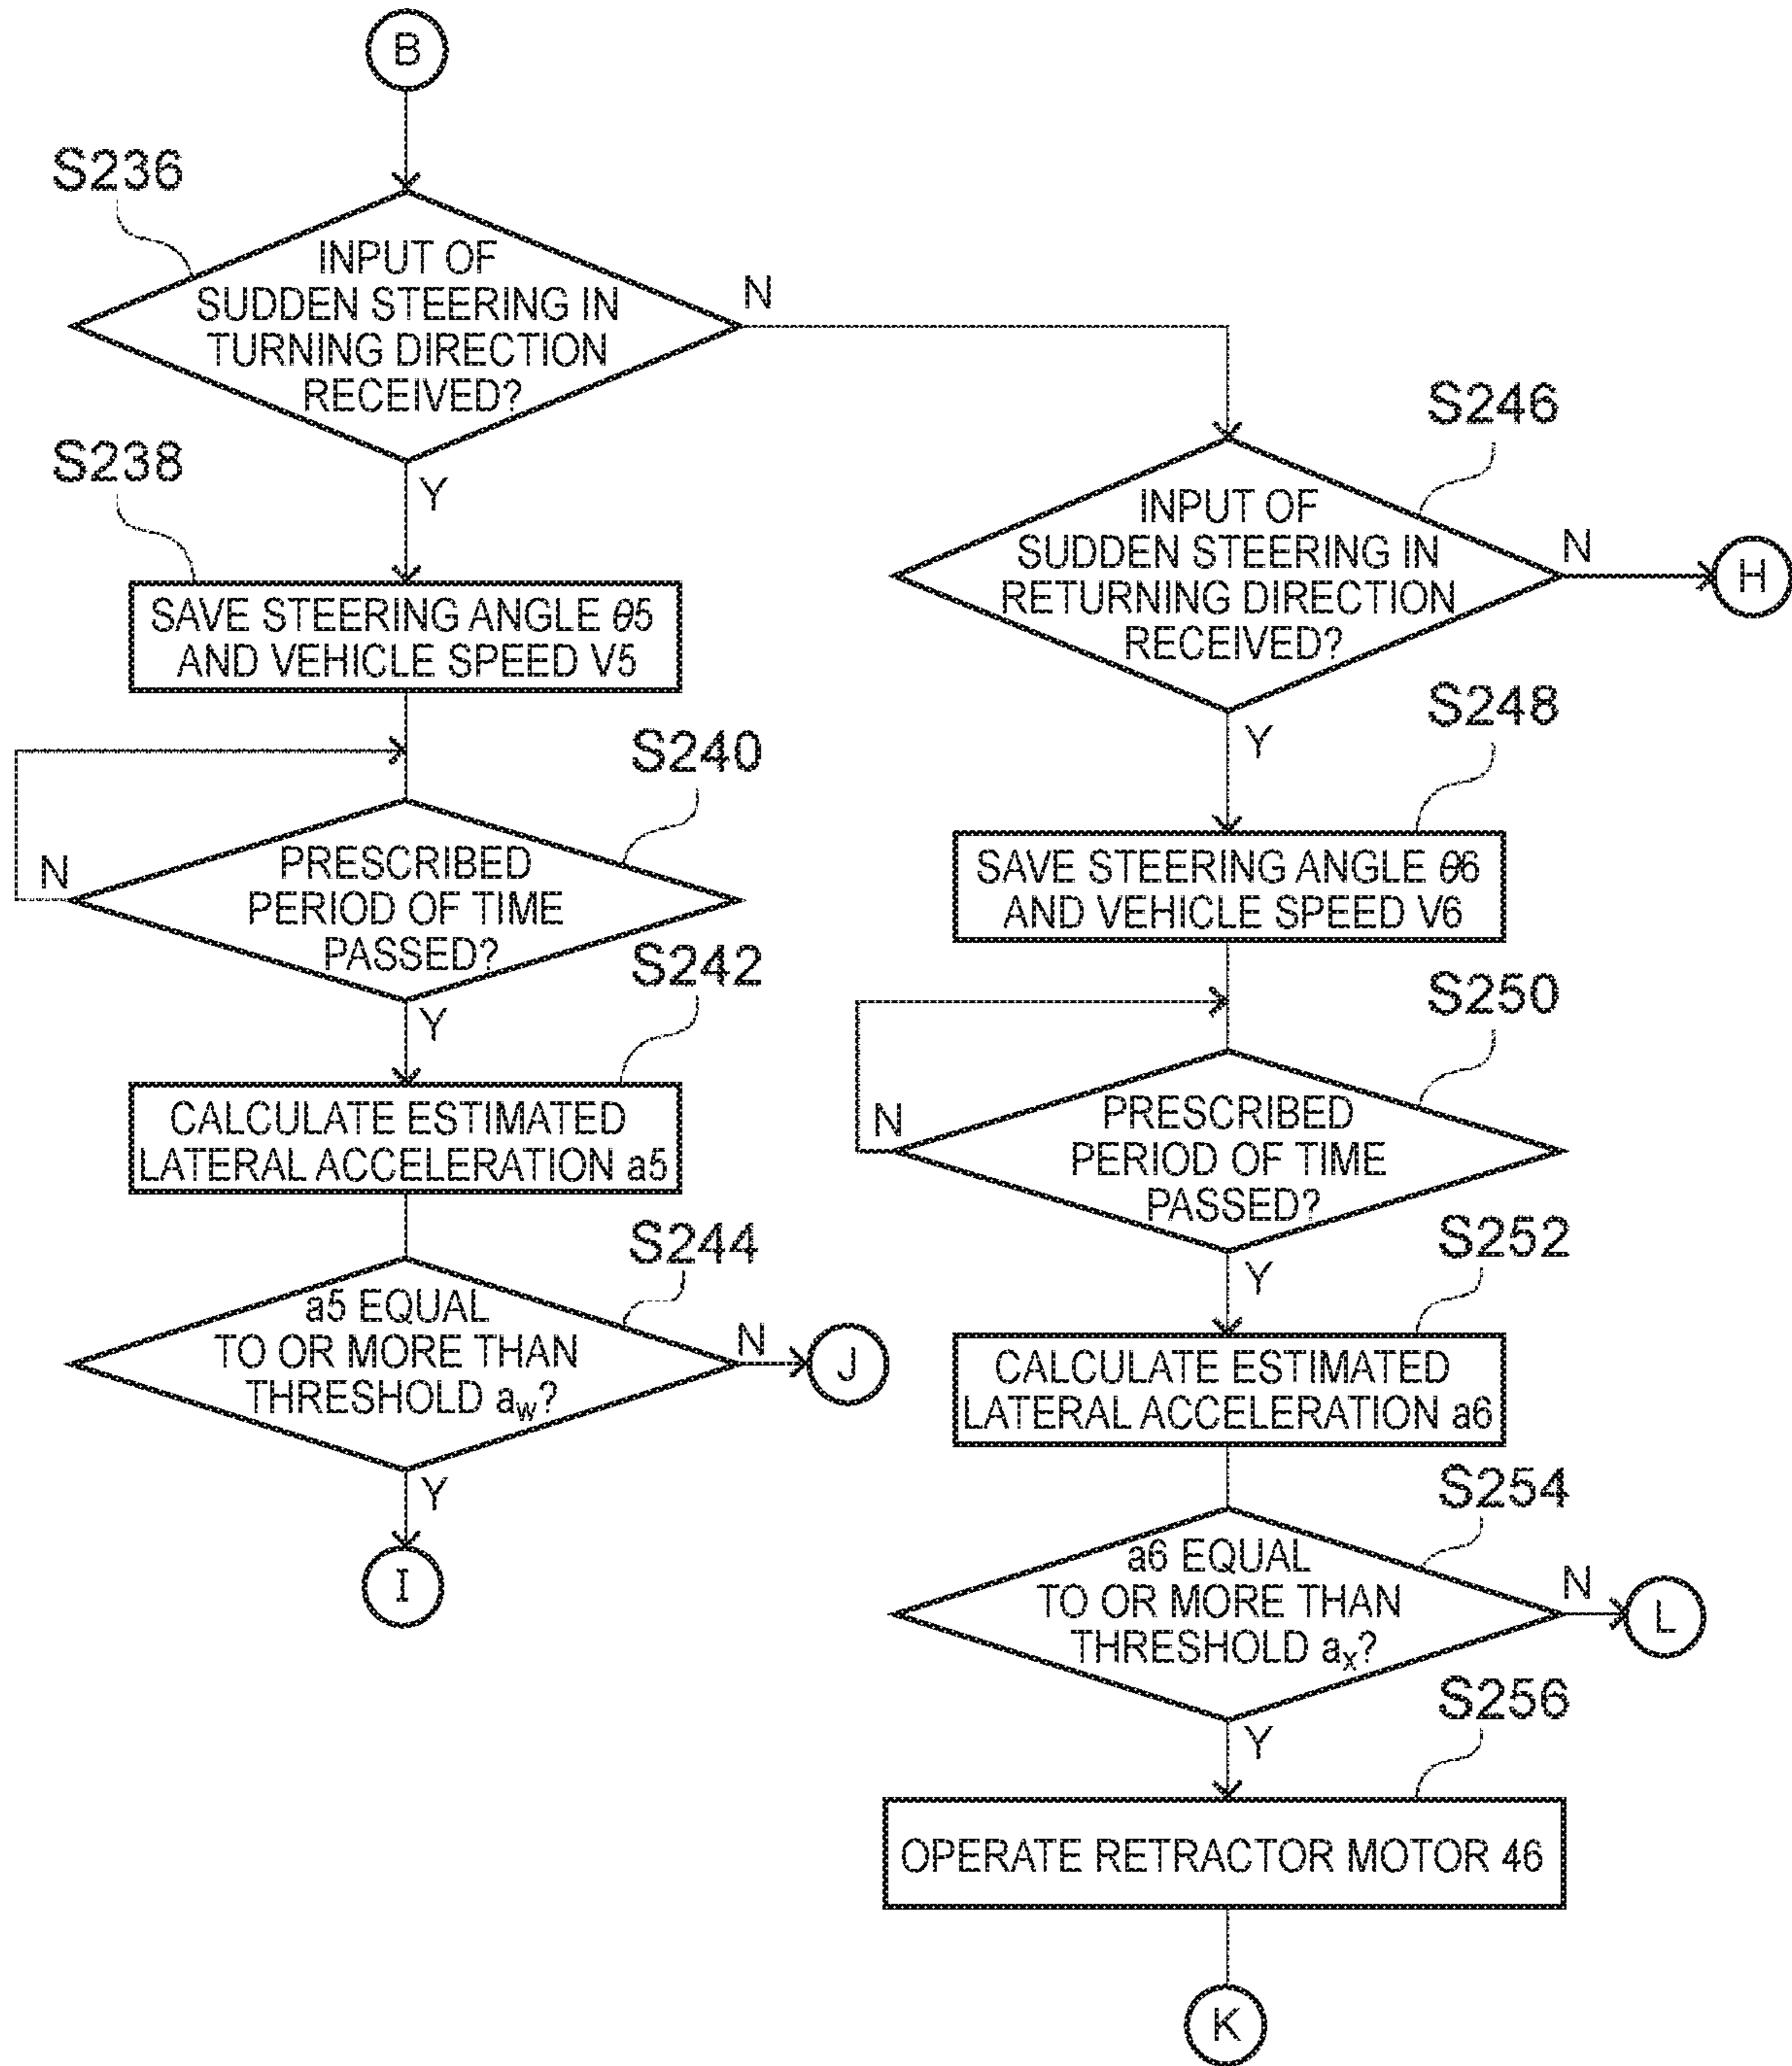 B
S236
INPUT OF
SUDDEN STEERING IN
TURNING DIRECTION
RECEIVED?
N
Y
S238
SAVE STEERING ANGLE θ5
AND VEHICLE SPEED V5
S240
PRESCRIBED
PERIOD OF TIME
PASSED?
N
Y
S242
CALCULATE ESTIMATED
LATERAL ACCELERATION a5
S244
a5 EQUAL
TO OR MORE THAN
THRESHOLD aw?
N
J
Y
I
S246
INPUT OF
SUDDEN STEERING IN
RETURNING DIRECTION
RECEIVED?
N
H
Y
S248
SAVE STEERING ANGLE θ6
AND VEHICLE SPEED V6
S250
PRESCRIBED
PERIOD OF TIME
PASSED?
N
Y
S252
CALCULATE ESTIMATED
LATERAL ACCELERATION a6
S254
a6 EQUAL
TO OR MORE THAN
THRESHOLD ax?
N
L
Y
S256
OPERATE RETRACTOR MOTOR 46
K